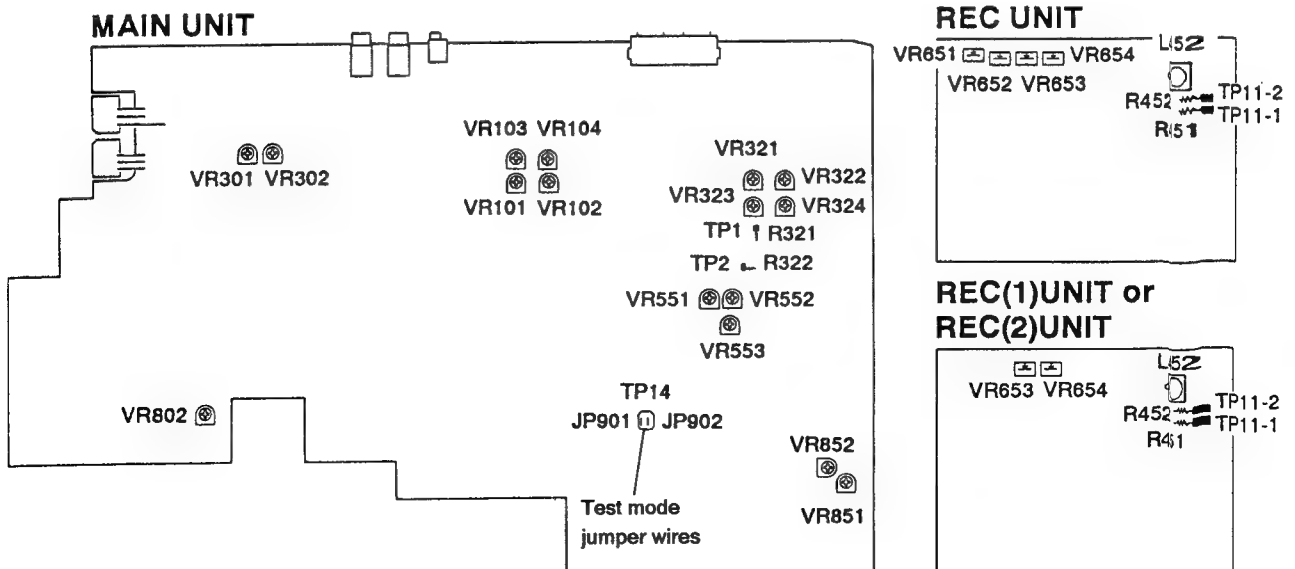 MAIN UNIT
VR103 VR104
VR301 VR302
VR101 VR102
VR321
VR322
VR323
VR324
TP1 R321
TP2 R322
VR551 VR552
VR553
VR802
TP14
JP901 JP902
VR852
VR851
Test mode
jumper wires
REC UNIT
VR651 VR654
VR652 VR653
R452 TP11-2
TP11-1
REC(1)UNIT or
REC(2)UNIT
VR653 VR654
R452 TP11-2
TP11-1